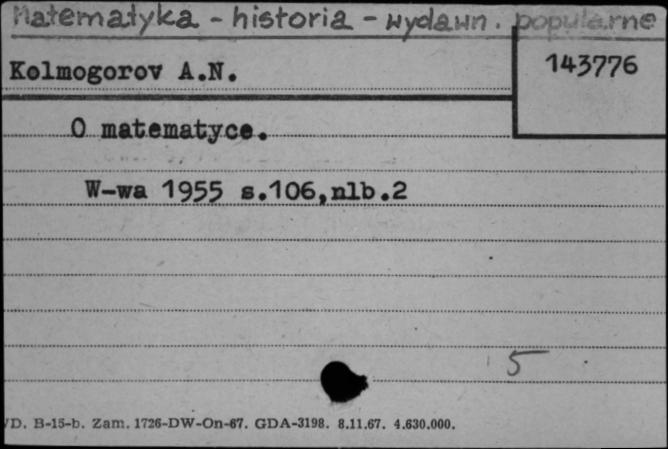 Matematyka - historia - wydawn. popularne
Kolmogorov A.N.
143776
O matematyce.
W-wa 1955 s.106,nlb.2
5
D. B-15-b. Zam. 1726-DW-On-67. GDA-3198. 8.11.67. 4.630.000.